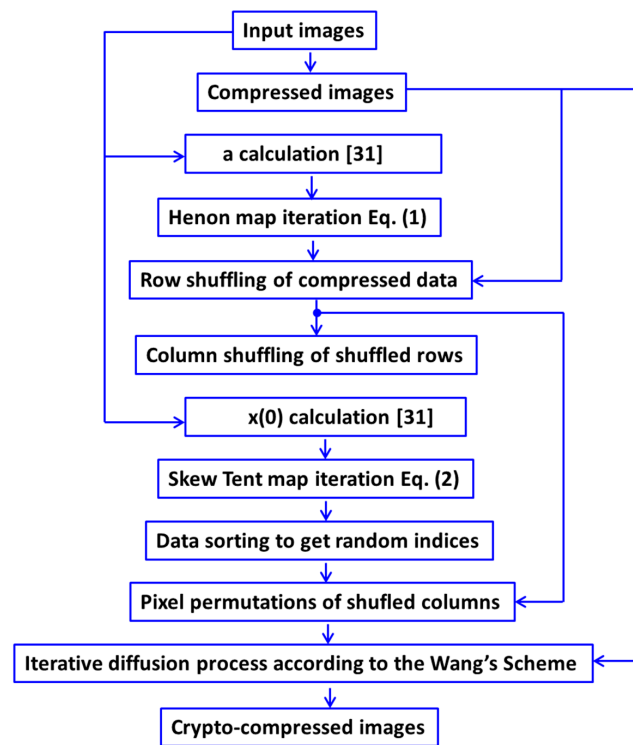 Input images
Compressed images
a calculation [31]
Henon map iteration Eq. (1)
Row shuffling of compressed data
Column shuffling of shuffled rows
x(0) calculation [31]
Skew Tent map iteration Eq. (2)
Data sorting to get random indices
Pixel permutations of shufled columns
Iterative diffusion process according to the Wang’s Scheme
Crypto-compressed images